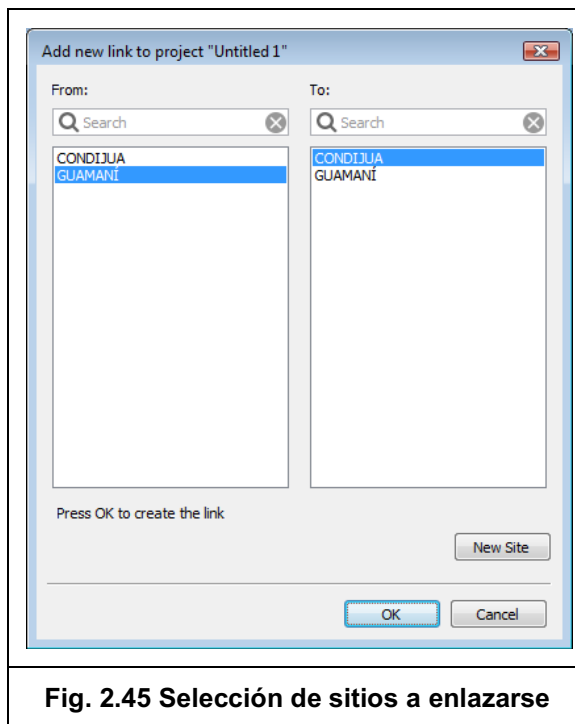 Add new link to project "Untitled 1"
From:
To:
Search
Search
CONDIJUA
GUAMANÍ
CONDIJUA
GUAMANÍ
Press OK to create the link
New Site
OK
Cancel
Fig. 2.45 Selección de sitios a enlazarse